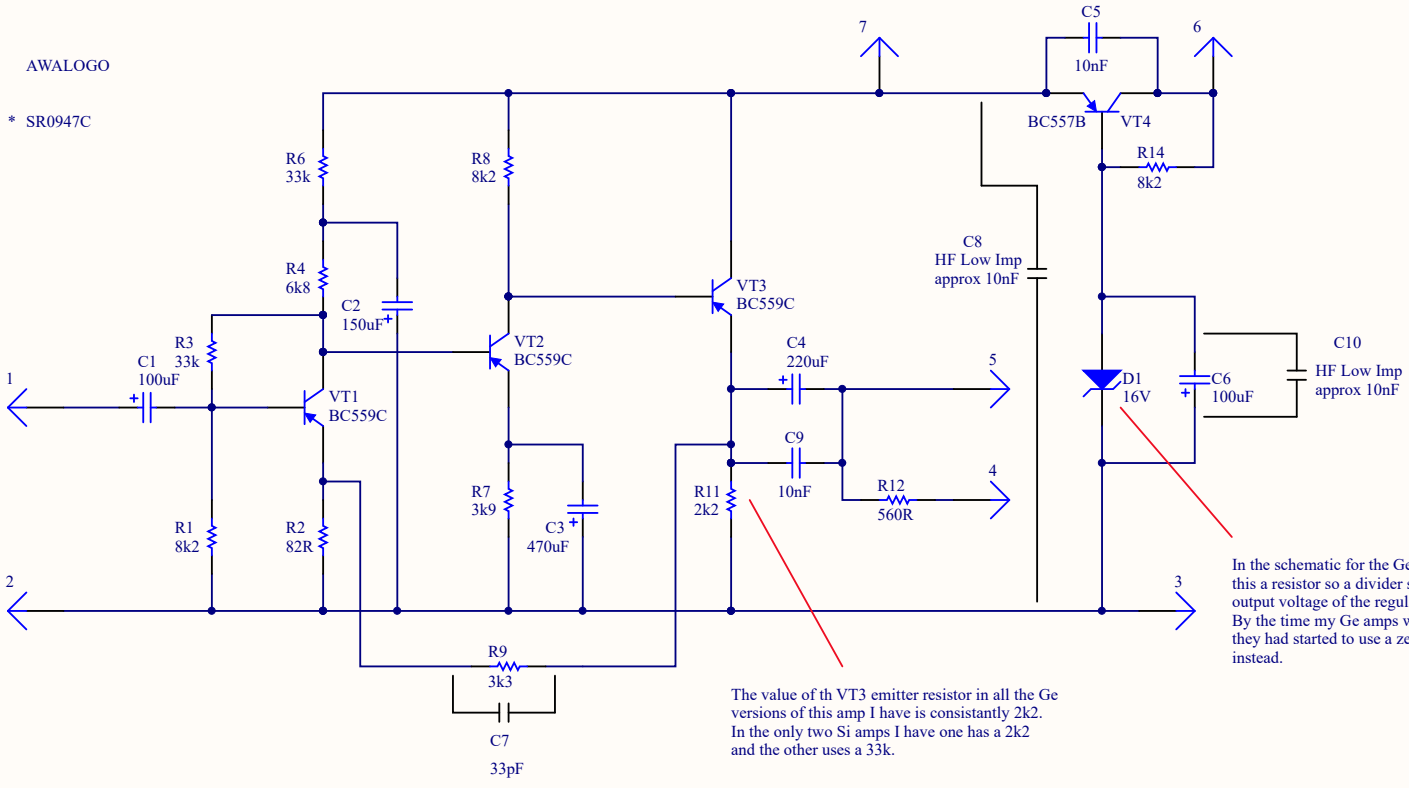 AWALOGO
* SR0947C
7
C5
10nF
6
BC557B
VT4
R14
8k2
R6
33k
R8
8k2
R4
6k8
C2
150uF
+
VT3
BC559C
C8
HF Low Imp
approx 10nF
R3
33k
C1
100uF
+
1
VT1
BC559C
VT2
BC559C
C4
220uF
+
5
D1
16V
C6
100uF
+
C10
HF Low Imp
approx 10nF
C9
10nF
4
R12
560R
R1
8k2
R2
82R
R7
3k9
C3
470uF
+
R11
2k2
2
3
R9
3k3
C7
33pF
In the schematic for the Ge
this a resistor so a divider s
output voltage of the regul
By the time my Ge amps w
they had started to use a ze
instead.
The value of th VT3 emitter resistor in all the Ge
versions of this amp I have is consistantly 2k2.
In the only two Si amps I have one has a 2k2
and the other uses a 33k.